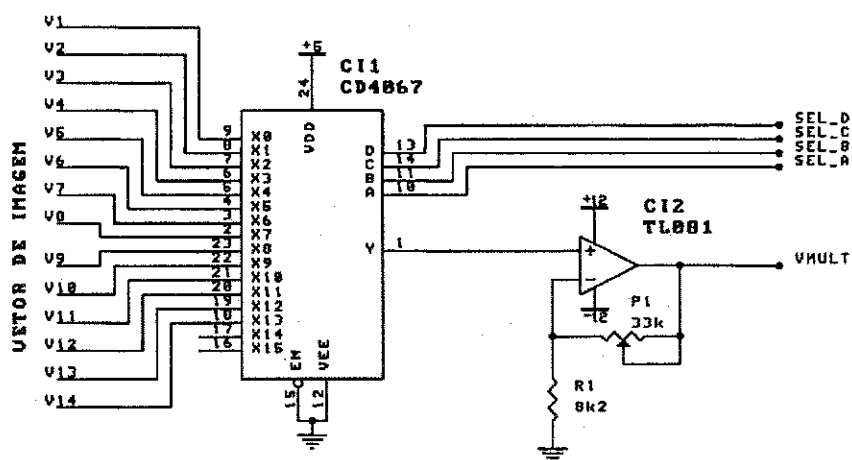 VETOR DE IMAGEM
V1
V2
V3
V4
V5
V6
V7
V8
V9
V10
V11
V12
V13
V14
+5
24
CI1
CD4067
VDD
9 X0
8 X1
7 X2
6 X3
5 X4
4 X5
3 X6
2 X7
23 X8
22 X9
21 X10
20 X11
19 X12
18 X13
17 X14
16 X15
D 13
C 14
B 11
A 10
Y 1
EN
VEE
15
12
SEL_D
SEL_C
SEL_B
SEL_A
+12
CI2
TL081
+
-
-12
VMULT
P1
33k
R1
8k2